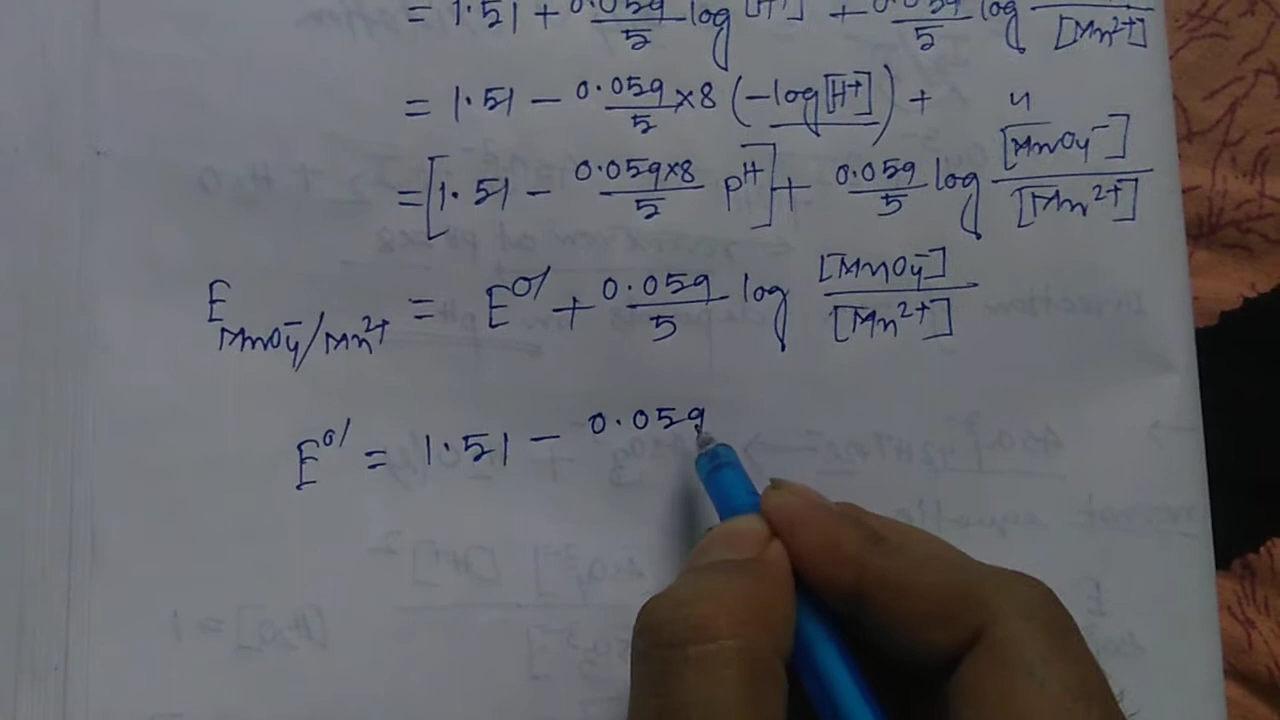 = 1.51 + 0.059/5 log [H+] + 0.059/5 log /[Mn2+]
= 1.51 - 0.059/5 × 8 (-log[H+]) + "
= [1.51 - 0.059×8/5 pH] + 0.059/5 log [MnO4-]/[Mn2+]
E MnO4-/Mn2+ = E0/ + 0.059/5 log [MnO4-]/[Mn2+]
E0/ = 1.51 - 0.059